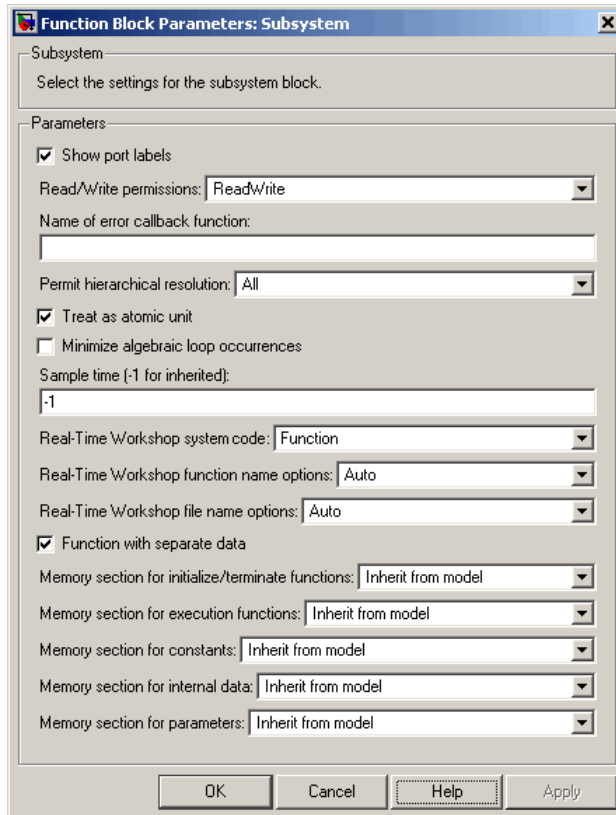 Function Block Parameters: Subsystem
Subsystem
Select the settings for the subsystem block.
Parameters
Show port labels
Read/Write permissions: ReadWrite
Name of error callback function:
Permit hierarchical resolution: All
Treat as atomic unit
Minimize algebraic loop occurrences
Sample time (-1 for inherited):
-1
Real-Time Workshop system code: Function
Real-Time Workshop function name options: Auto
Real-Time Workshop file name options: Auto
Function with separate data
Memory section for initialize/terminate functions: Inherit from model
Memory section for execution functions: Inherit from model
Memory section for constants: Inherit from model
Memory section for internal data: Inherit from model
Memory section for parameters: Inherit from model
OK Cancel Help Apply